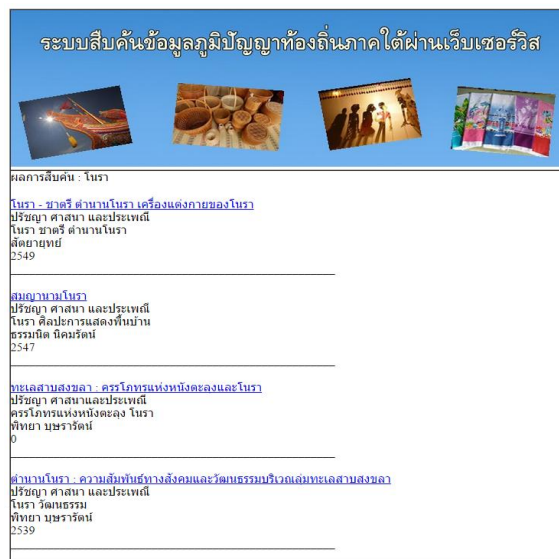 ระบบสืบค้นข้อมูลภูมิปัญญาท้องถิ่นภาคใต้ผ่านเว็บเซอร์วิส
ผลการสืบค้น : โนรา
โนรา - ชาตรี ตำนานโนรา เครื่องแต่งกายของโนรา
ปรัชญา ศาสนา และประเพณี
โนรา ชาตรี ตำนานโนรา
สัตยายุทย์
2549
สมญานามโนรา
ปรัชญา ศาสนา และประเพณี
โนรา ศิลปะการแสดงพื้นบ้าน
ธรรมนิต นิคมรัตน์
2547
ทะเลสาบสงขลา : ครรโภทรแห่งหนังตะลุงและโนรา
ปรัชญา ศาสนาและประเพณี
ครรโภทรแห่งหนังตะลุง โนรา
พิทยา บุษรารัตน์
0
ตำนานโนรา : ความสัมพันธ์ทางสังคมและวัฒนธรรมบริเวณลุ่มทะเลสาบสงขลา
ปรัชญา ศาสนา และประเพณี
โนรา วัฒนธรรม
พิทยา บุษรารัตน์
2539